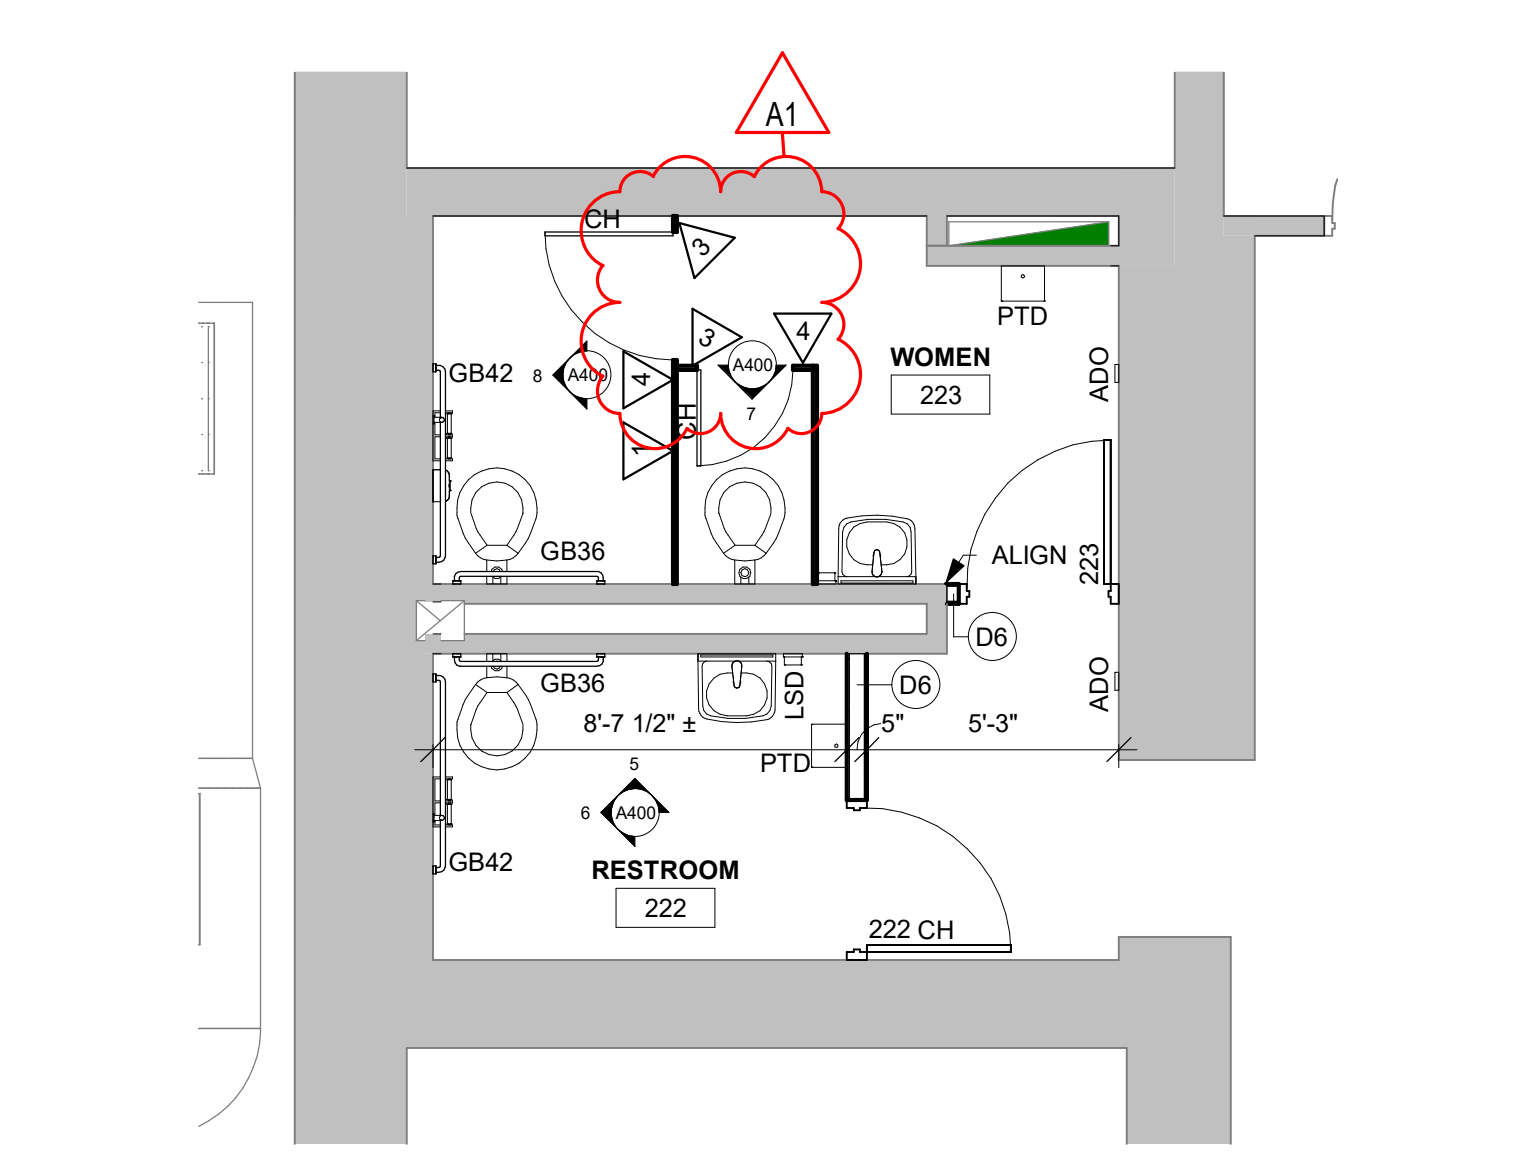 A1
CH
3
3
4
PTD
WOMEN
223
ADO
GB42
8
A400
4
A400
7
CH
1
GB36
ALIGN
223
D6
GB36
LSD
D6
ADO
8'-7 1/2" ±
5"
5'-3"
PTD
5
6
A400
GB42
RESTROOM
222
222 CH